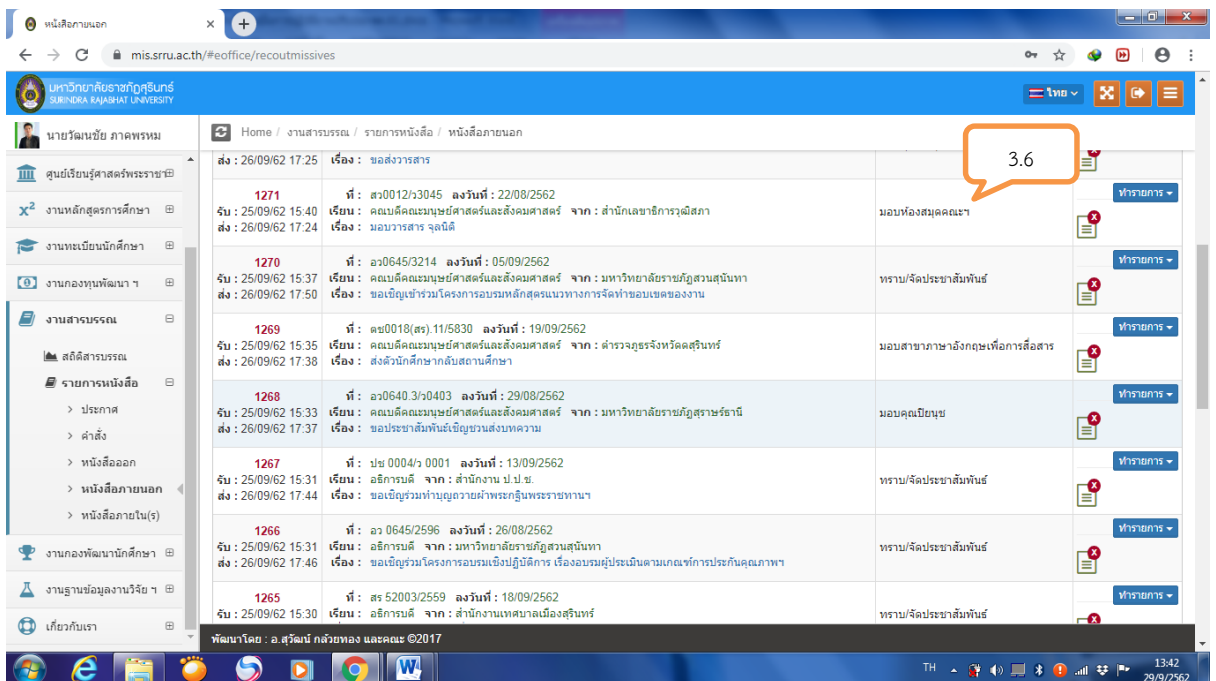 หนังสือภายนอก
mis.srru.ac.th/#eoffice/recoutmissives
มหาวิทยาลัยราชภัฏสุรินทร์
SURINDRA RAJABHAT UNIVERSITY
ไทย
นายวัฒนชัย ภาคพรหม
Home / งานสารบรรณ / รายการหนังสือ / หนังสือภายนอก
3.6
ศูนย์เรียนรู้ศาสตร์พระราชา
งานหลักสูตรการศึกษา
งานทะเบียนนักศึกษา
งานกองทุนพัฒนา ฯ
งานสารบรรณ
สถิติสารบรรณ
รายการหนังสือ
> ประกาศ
> คำสั่ง
> หนังสือออก
> หนังสือภายนอก
> หนังสือภายใน(ร)
งานกองพัฒนานักศึกษา
งานฐานข้อมูลงานวิจัย ฯ
เกี่ยวกับเรา
ส่ง : 26/09/62 17:25 เรื่อง : ขอส่งวารสาร
1271 ที่ : สว0012/ว3045 ลงวันที่ : 22/08/2562 ทำรายการ
รับ : 25/09/62 15:40 เรียน : คณบดีคณะมนุษย์ศาสตร์และสังคมศาสตร์ จาก : สำนักเลขาธิการวุฒิสภา มอบห้องสมุดคณะฯ
ส่ง : 26/09/62 17:24 เรื่อง : มอบวารสาร จุลนิติ
1270 ที่ : อว0645/3214 ลงวันที่ : 05/09/2562 ทำรายการ
รับ : 25/09/62 15:37 เรียน : คณบดีคณะมนุษย์ศาสตร์และสังคมศาสตร์ จาก : มหาวิทยาลัยราชภัฏสวนสุนันทา ทราบ/จัดประชาสัมพันธ์
ส่ง : 26/09/62 17:50 เรื่อง : ขอเชิญเข้าร่วมโครงการอบรมหลักสูตรแนวทางการจัดทำขอบเขตของงาน
1269 ที่ : ตช0018(สร).11/5830 ลงวันที่ : 19/09/2562 ทำรายการ
รับ : 25/09/62 15:35 เรียน : คณบดีคณะมนุษย์ศาสตร์และสังคมศาสตร์ จาก : ตำรวจภูธรจังหวัดดสุรินทร์ มอบสาขาภาษาอังกฤษเพื่อการสื่อสาร
ส่ง : 26/09/62 17:38 เรื่อง : ส่งตัวนักศึกษากลับสถานศึกษา
1268 ที่ : อว0640.3/ว0403 ลงวันที่ : 29/08/2562 ทำรายการ
รับ : 25/09/62 15:33 เรียน : คณบดีคณะมนุษย์ศาสตร์และสังคมศาสตร์ จาก : มหาวิทยาลัยราชภัฏสุราษร์ธานี มอบคุณปิยนุช
ส่ง : 26/09/62 17:37 เรื่อง : ขอประชาสัมพันธ์เชิญชวนส่งบทความ
1267 ที่ : ปช 0004/ว 0001 ลงวันที่ : 13/09/2562 ทำรายการ
รับ : 25/09/62 15:31 เรียน : อธิการบดี จาก : สำนักงาน ป.ป.ช. ทราบ/จัดประชาสัมพันธ์
ส่ง : 26/09/62 17:44 เรื่อง : ขอเชิญร่วมทำบุญถวายผ้าพระกฐินพระราชทานฯ
1266 ที่ : อว 0645/2596 ลงวันที่ : 26/08/2562 ทำรายการ
รับ : 25/09/62 15:31 เรียน : อธิการบดี จาก : มหาวิทยาลัยราชภัฏสวนสุนันทา ทราบ/จัดประชาสัมพันธ์
ส่ง : 26/09/62 17:46 เรื่อง : ขอเชิญร่วมโครงการอบรมเชิงปฏิบัติการ เรื่องอบรมผู้ประเมินตามเกณฑ์การประกันคุณภาพฯ
1265 ที่ : สร 52003/2559 ลงวันที่ : 18/09/2562 ทำรายการ
รับ : 25/09/62 15:30 เรียน : อธิการบดี จาก : สำนักงานเทศบาลเมืองสุรินทร์ ทราบ/จัดประชาสัมพันธ์
พัฒนาโดย : อ.สุวัฒน์ กล้วยทอง และคณะ ©2017
TH
13:42
29/9/2562